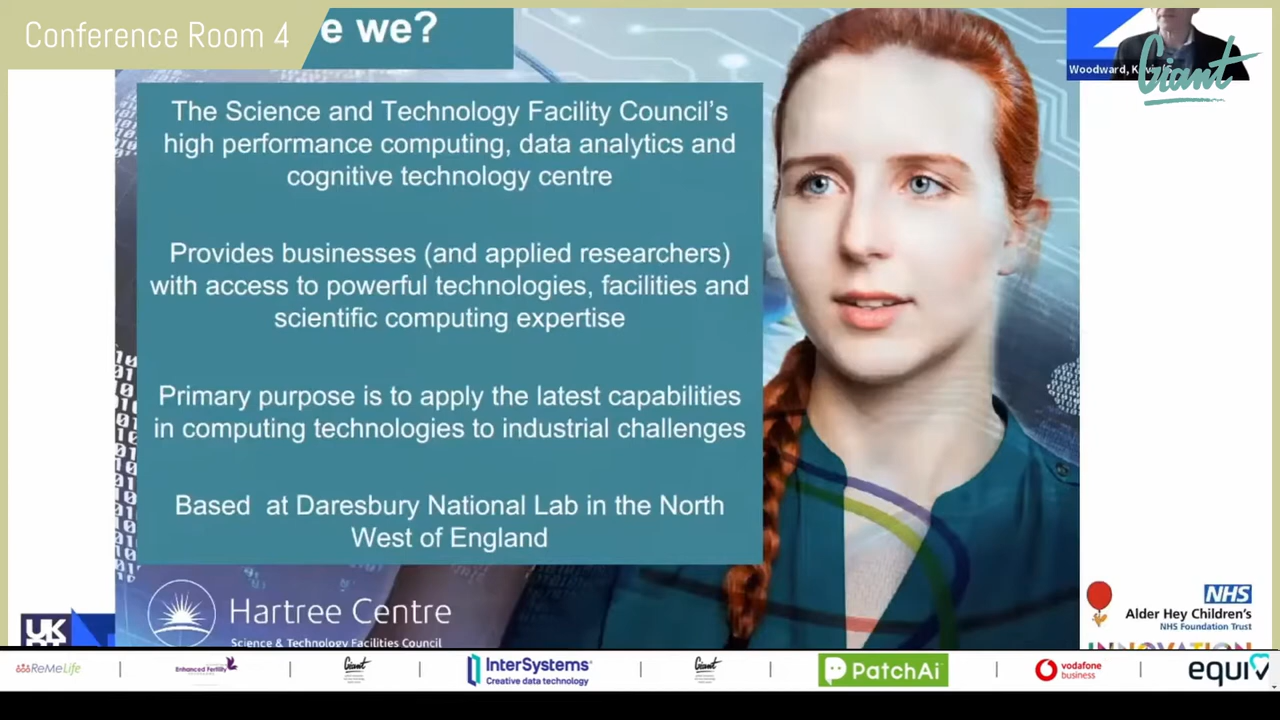 Conference Room 4
e we?
Woodward, Kevin
Giant
The Science and Technology Facility Council's
high performance computing, data analytics and
cognitive technology centre
Provides businesses (and applied researchers)
with access to powerful technologies, facilities and
scientific computing expertise
Primary purpose is to apply the latest capabilities
in computing technologies to industrial challenges
Based at Daresbury National Lab in the North
West of England
Hartree Centre
Science & Technology Facilities Council
UK
NHS
Alder Hey Children's
NHS Foundation Trust
INNOVATION
ReMeLife
Enhanced Fertility
Giant
InterSystems
Creative data technology
Giant
PatchAi
vodafone
business
equiv